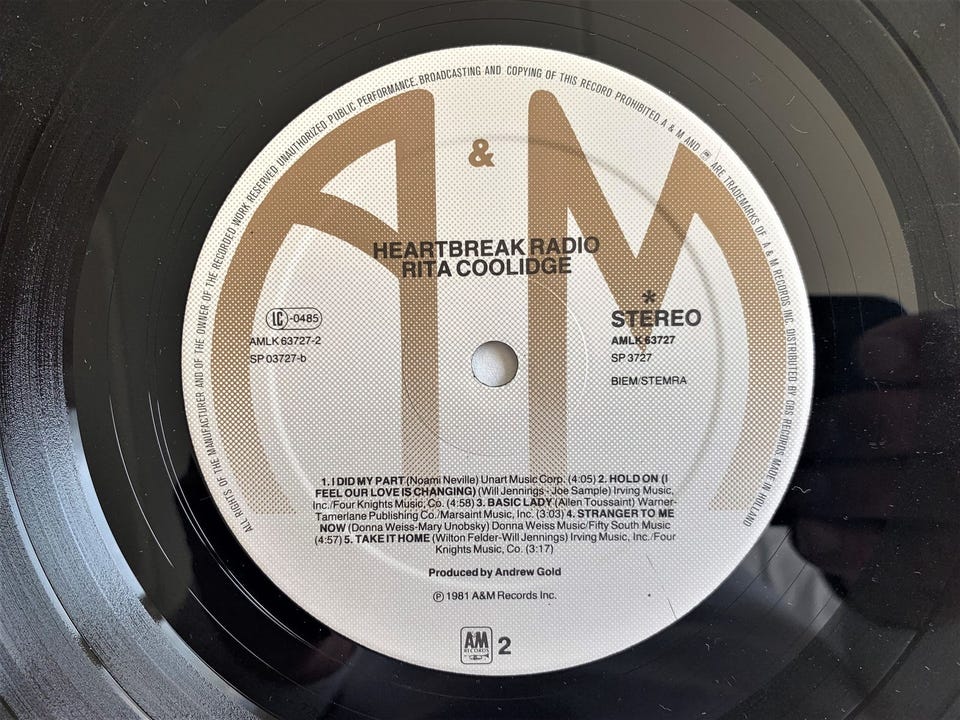 ALL RIGHTS OF THE MANUFACTURER AND OF THE OWNER OF THE RECORDED WORK RESERVED UNAUTHORIZED PUBLIC PERFORMANCE, BROADCASTING AND COPYING OF THIS RECORD PROHIBITED A & M AND ARE TRADEMARKS OF A & M RECORDS INC. DISTRIBUTED BY CBS RECORDS MADE IN HOLLAND
A & M
HEARTBREAK RADIO
RITA COOLIDGE
LC-0485
AMLK 63727-2
SP 03727-b
*
STEREO
AMLK 63727
SP 3727
BIEM/STEMRA
1. I DID MY PART (Noami Neville) Unart Music Corp. (4:05) 2. HOLD ON (I
FEEL OUR LOVE IS CHANGING) (Will Jennings - Joe Sample) Irving Music,
Inc./Four Knights Music, Co. (4:58) 3. BASIC LADY (Allen Toussaint) Warner-
Tamerlane Publishing Co./Marsaint Music, Inc. (3:03) 4. STRANGER TO ME
NOW (Donna Weiss-Mary Unobsky) Donna Weiss Music/Fifty South Music
(4:57) 5. TAKE IT HOME (Wilton Felder-Will Jennings) Irving Music, Inc./Four
Knights Music, Co. (3:17)
Produced by Andrew Gold
℗ 1981 A&M Records Inc.
AM RECORDS 2